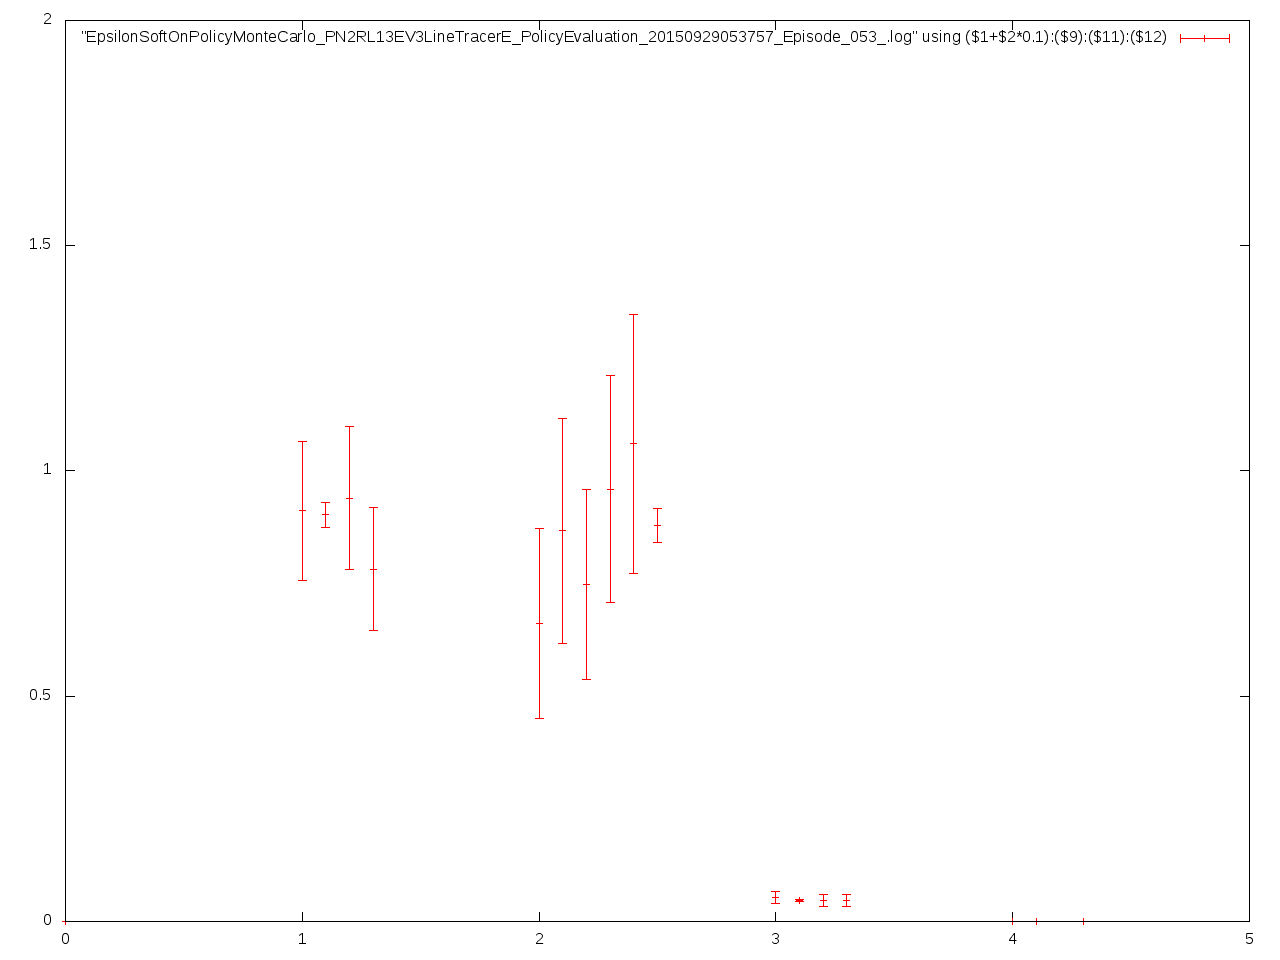 2
"EpsilonSoftOnPolicyMonteCarlo_PN2RL13EV3LineTracerE_PolicyEvaluation_20150929053757_Episode_053_.log" using ($1+$2*0.1):($9):($11):($12)
1.5
1
0.5
0
0 1 2 3 4 5